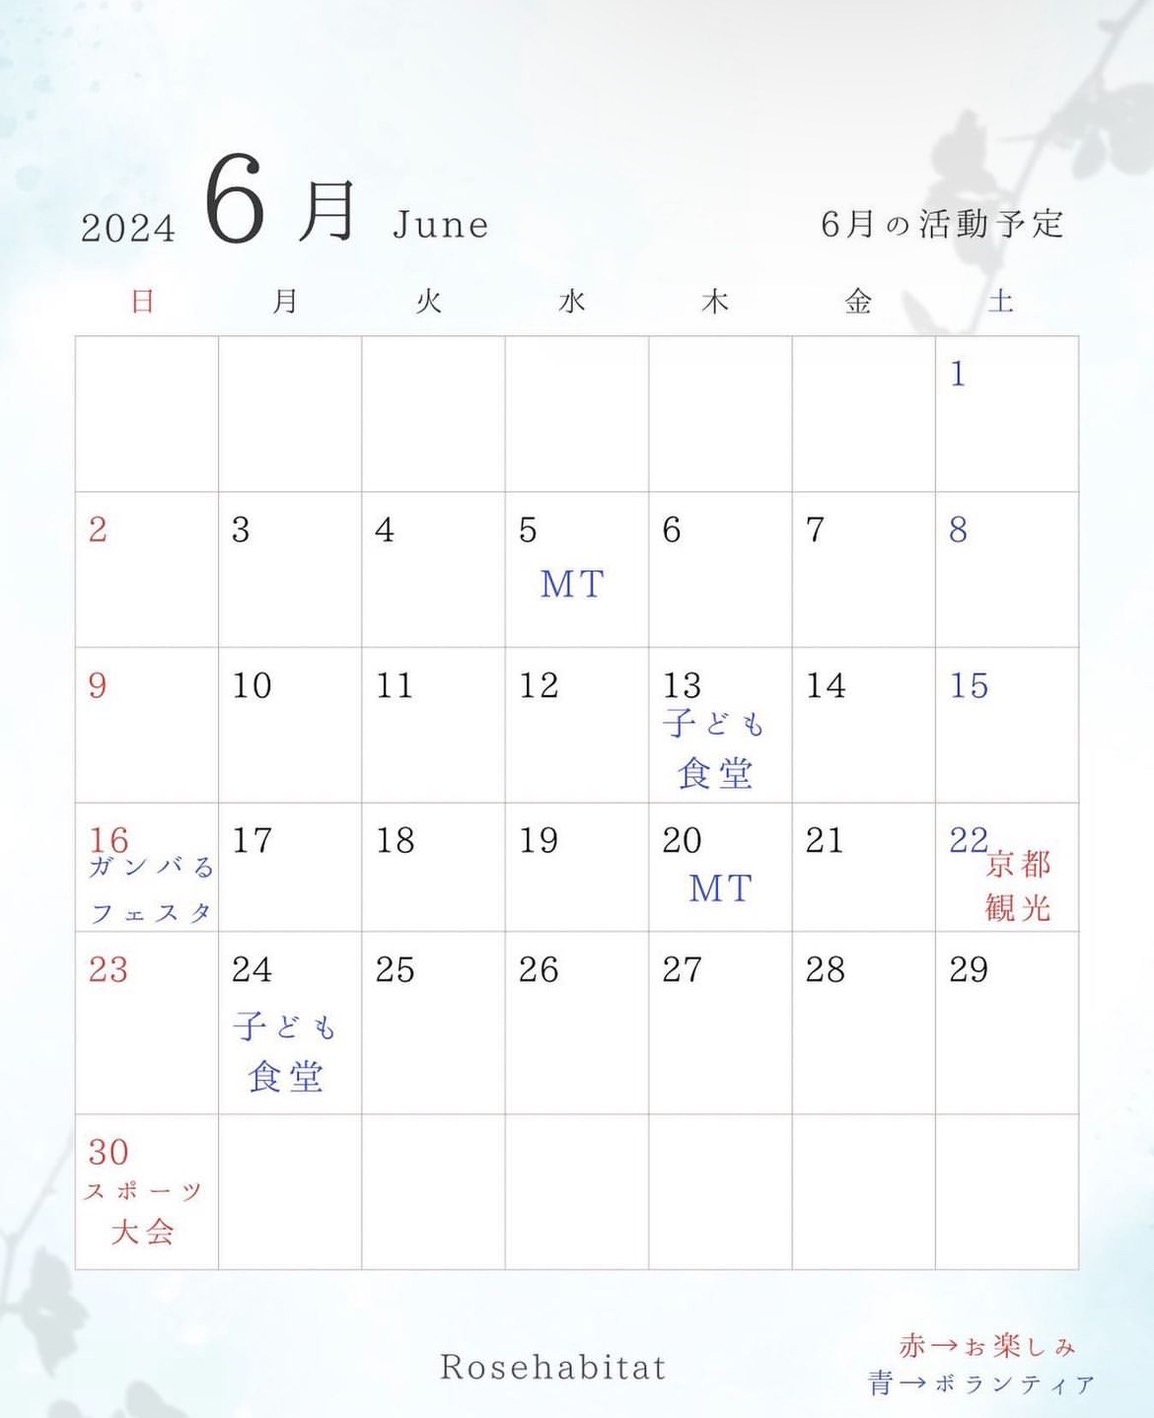 2024 6月 June 6月の活動予定
日 月 火 水 木 金 土
1
2 3 4 5 6 7 8
MT
9 10 11 12 13 14 15
子ども
食堂
16 17 18 19 20 21 22
ガンバる
フェスタ
MT
京都
観光
23 24 25 26 27 28 29
子ども
食堂
30
スポーツ
大会
Rosehabitat
赤→お楽しみ
青→ボランティア